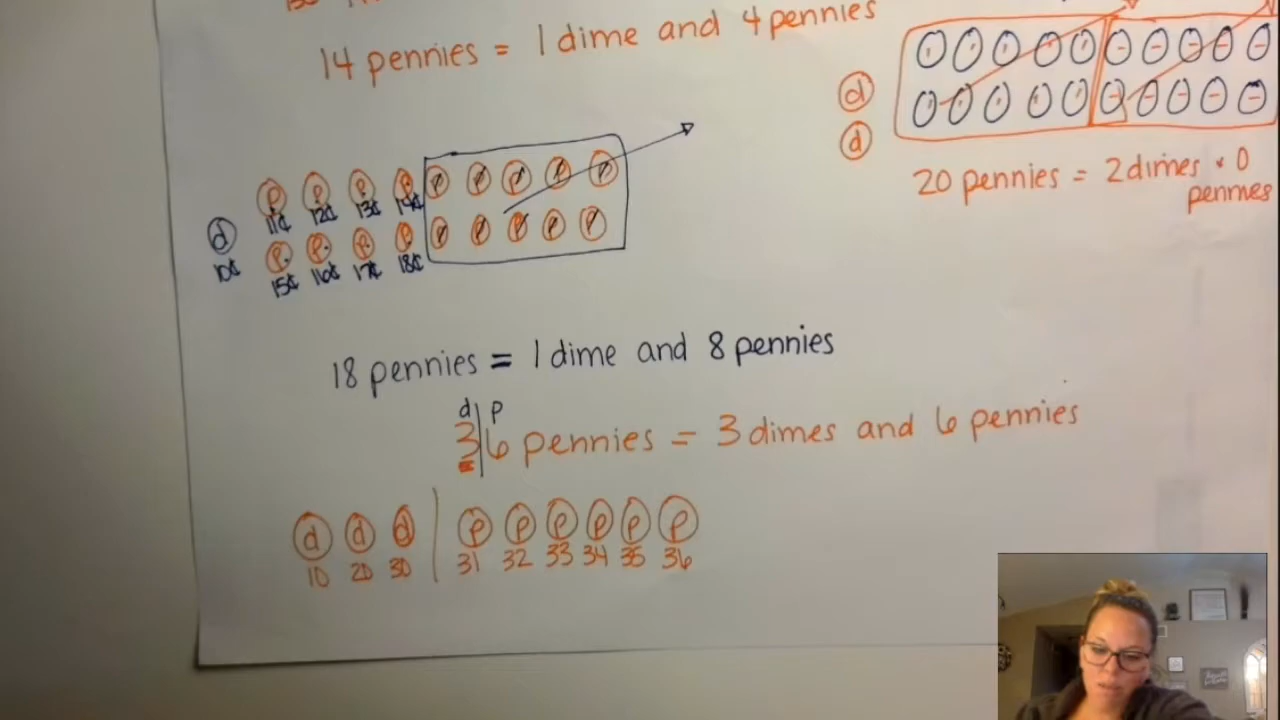 14 pennies = 1 dime and 4 pennies
d
d
20 pennies = 2 dimes * 0
pennies
p p p p p p p p p
11¢ 12¢ 13¢ 14¢
d
10¢
p p p p p p p p p
15¢ 16¢ 17¢ 18¢
18 pennies = 1 dime and 8 pennies
d | p
36 pennies = 3 dimes and 6 pennies
d d d | p p p p p p
10 20 30 31 32 33 34 35 36